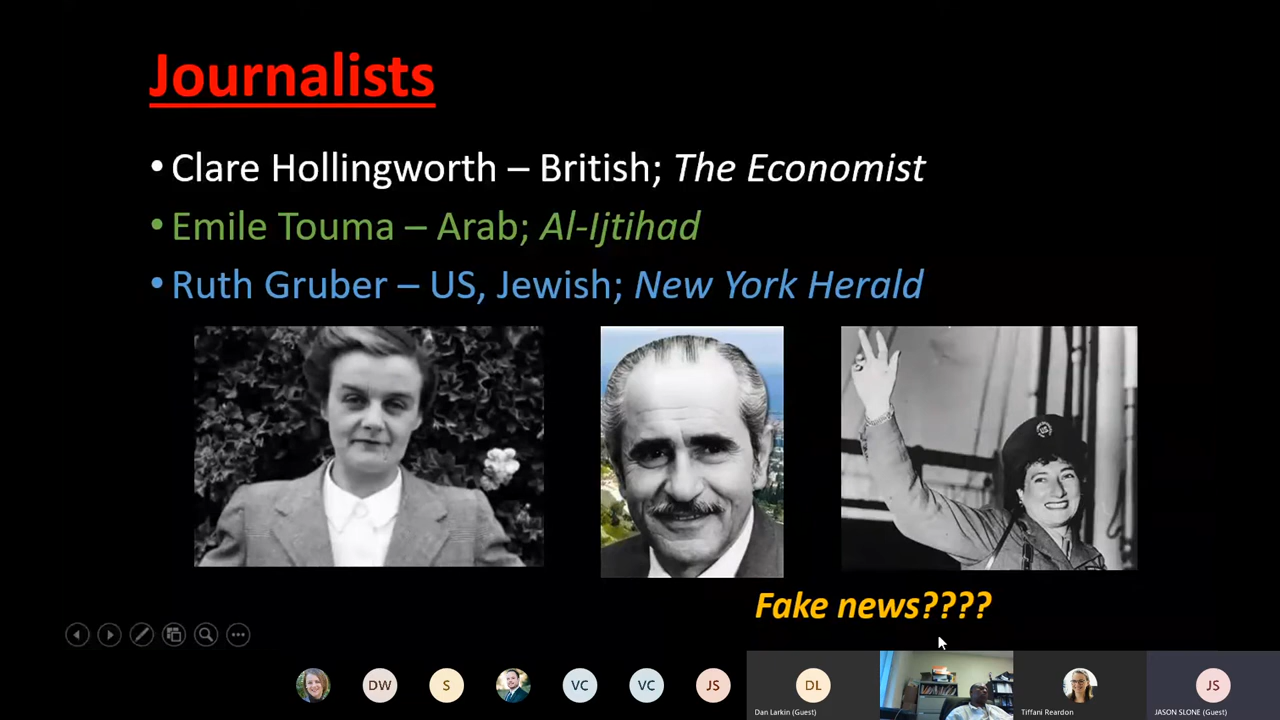 Journalists
• Clare Hollingworth – British; The Economist
• Emile Touma – Arab; Al-Ijtihad
• Ruth Gruber – US, Jewish; New York Herald
Fake news????
DW
S
VC
VC
JS
DL
JS
Dan Larkin (Guest)
Tiffani Reardon
JASON SLONE (Guest)